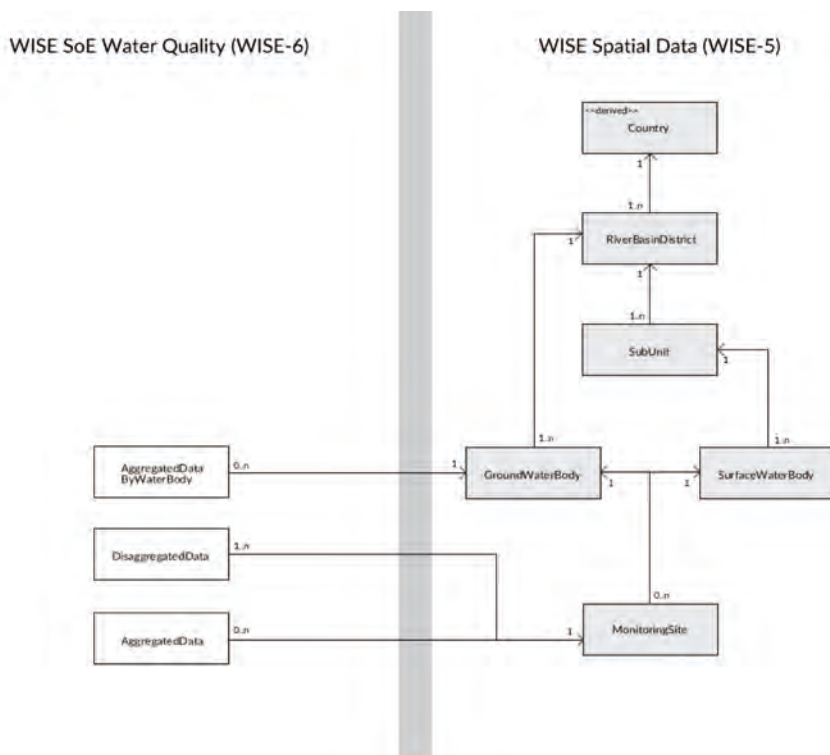 WISE SoE Water Quality (WISE-6)
WISE Spatial Data (WISE-5)
<<derived>>
Country
1
1..n
RiverBasinDistrict
1
1
1..n
SubUnit
1
1..n
1..n
AggregatedData
ByWaterBody
0..n
1
GroundWaterBody
1
1
SurfaceWaterBody
DisaggregatedData
1..n
0..n
AggregatedData
0..n
1
MonitoringSite